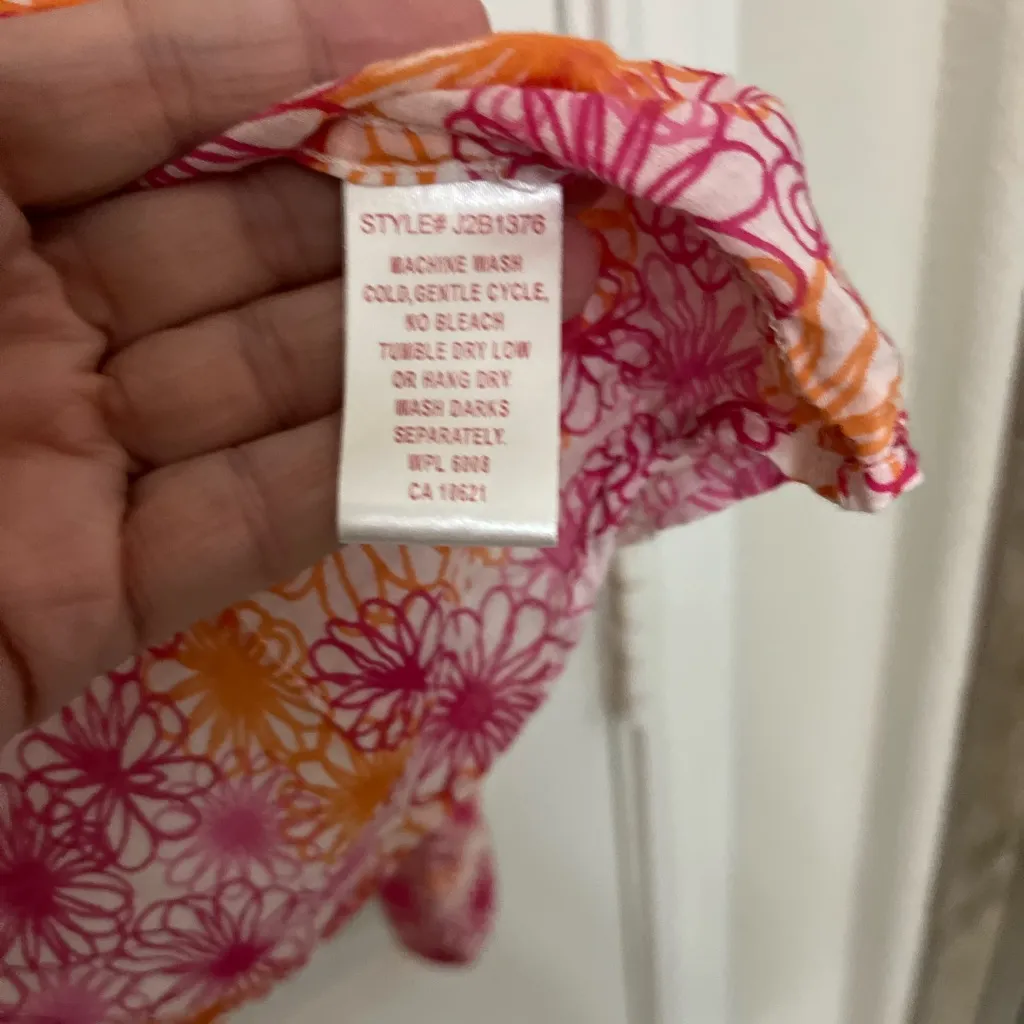 STYLE# J2B1376
MACHINE WASH
COLD,GENTLE CYCLE,
NO BLEACH
TUMBLE DRY LOW
OR HANG DRY.
WASH DARKS
SEPARATELY.
WPL 6008
CA 10621